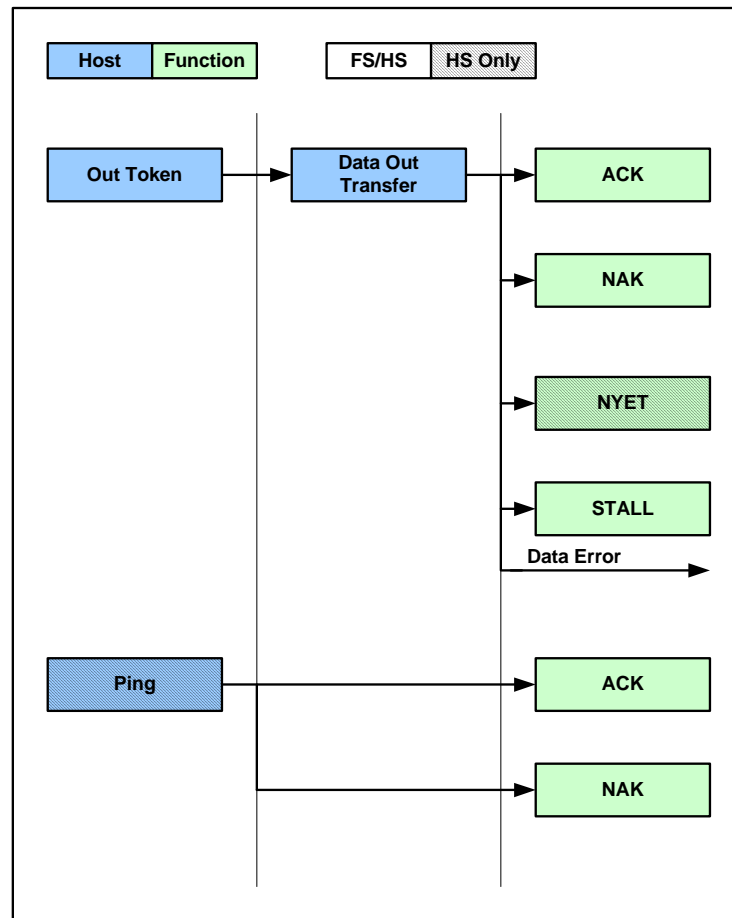 Host
Function
FS/HS
HS Only
Out Token
Data Out
Transfer
ACK
NAK
NYET
STALL
Data Error
Ping
ACK
NAK